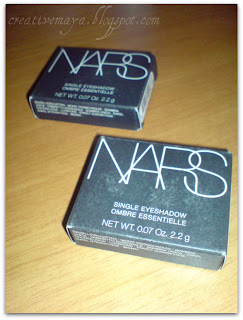 creativemaya.blogspot.com
NARS
SINGLE EYESHADOW
OMBRE ESSENTIELLE
NET WT. 0.07 Oz. 2.2 g
NARS
SINGLE EYESHADOW
OMBRE ESSENTIELLE
NET WT. 0.07 Oz. 2.2 g